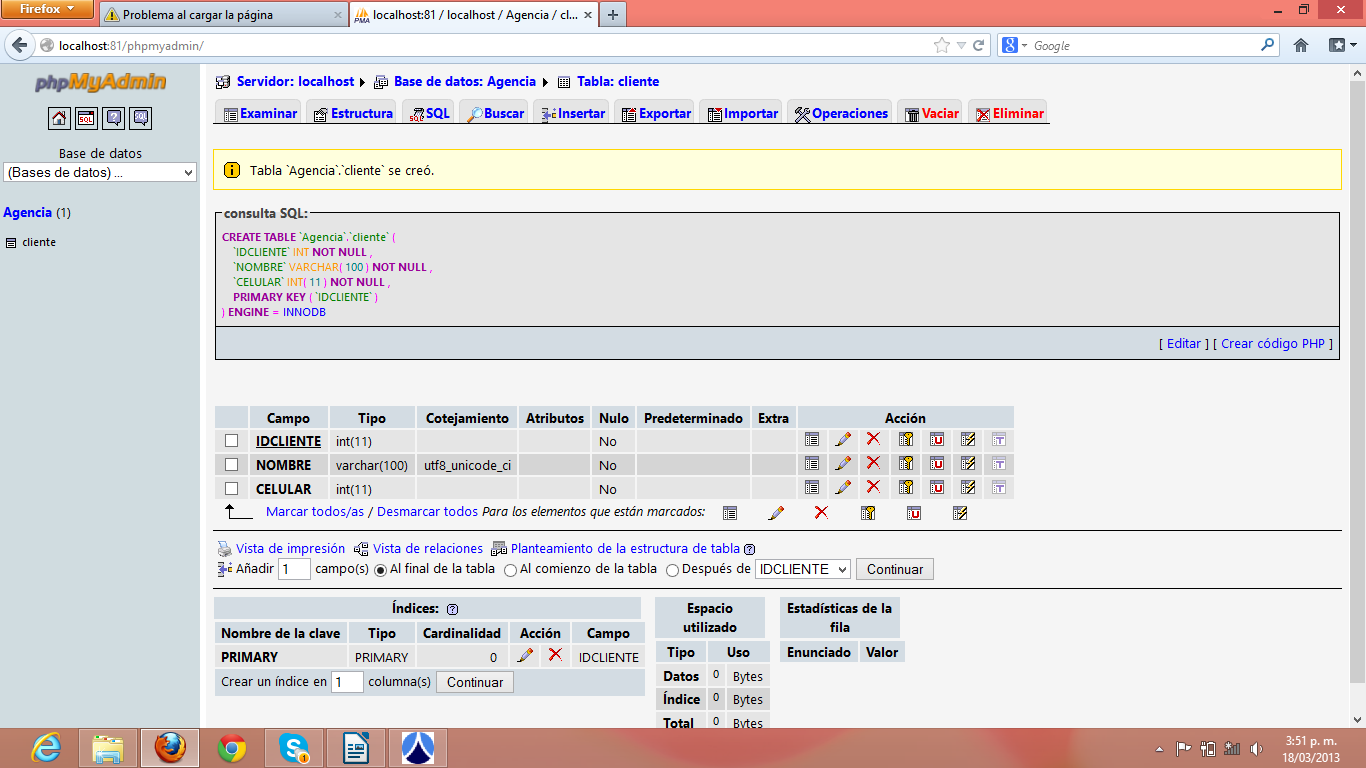 Firefox
Problema al cargar la página
PMA
localhost:81 / localhost / Agencia / cl...
localhost:81/phpmyadmin/
Google
phpMyAdmin
SQL
Base de datos
(Bases de datos) ...
Agencia (1)
cliente
Servidor: localhost
Base de datos: Agencia
Tabla: cliente
Examinar
Estructura
SQL
Buscar
Insertar
Exportar
Importar
Operaciones
Vaciar
Eliminar
Tabla `Agencia`.`cliente` se creó.
consulta SQL:
CREATE TABLE `Agencia`.`cliente` (
`IDCLIENTE` INT NOT NULL ,
`NOMBRE` VARCHAR( 100 ) NOT NULL ,
`CELULAR` INT( 11 ) NOT NULL ,
PRIMARY KEY ( `IDCLIENTE` )
) ENGINE = INNODB
[ Editar ] [ Crear código PHP ]
Campo Tipo Cotejamiento Atributos Nulo Predeterminado Extra Acción
IDCLIENTE int(11) No
NOMBRE varchar(100) utf8_unicode_ci No
CELULAR int(11) No
Marcar todos/as / Desmarcar todos Para los elementos que están marcados:
Vista de impresión Vista de relaciones Planteamiento de la estructura de tabla
Añadir 1 campo(s) Al final de la tabla Al comienzo de la tabla Después de IDCLIENTE Continuar
Índices:
Nombre de la clave Tipo Cardinalidad Acción Campo
PRIMARY PRIMARY 0 IDCLIENTE
Crear un índice en 1 columna(s) Continuar
Espacio
utilizado
Tipo Uso
Datos 0 Bytes
Índice 0 Bytes
Total 0 Bytes
Estadísticas de la
fila
Enunciado Valor
3:51 p. m.
18/03/2013